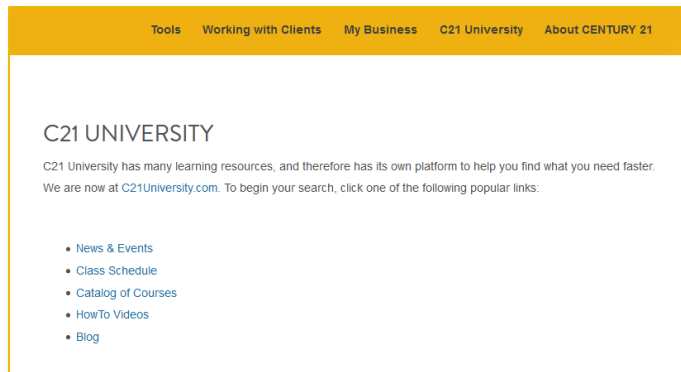 Tools Working with Clients My Business C21 University About CENTURY 21
C21 UNIVERSITY
C21 University has many learning resources, and therefore has its own platform to help you find what you need faster.
We are now at C21University.com. To begin your search, click one of the following popular links:
• News & Events
• Class Schedule
• Catalog of Courses
• HowTo Videos
• Blog